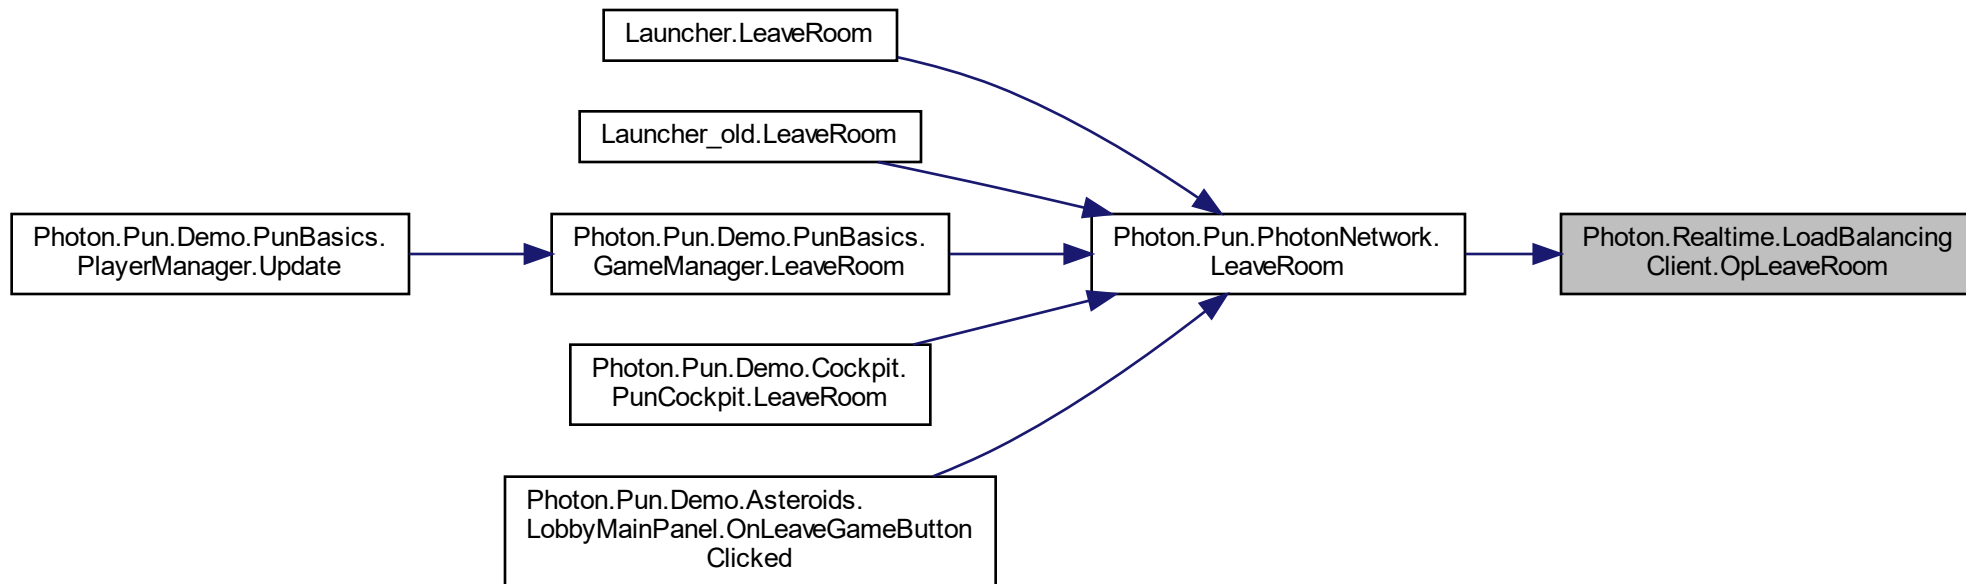 Launcher.LeaveRoom
Launcher_old.LeaveRoom
Photon.Pun.Demo.PunBasics.
PlayerManager.Update
Photon.Pun.Demo.PunBasics.
GameManager.LeaveRoom
Photon.Pun.PhotonNetwork.
LeaveRoom
Photon.Realtime.LoadBalancing
Client.OpLeaveRoom
Photon.Pun.Demo.Cockpit.
PunCockpit.LeaveRoom
Photon.Pun.Demo.Asteroids.
LobbyMainPanel.OnLeaveGameButton
Clicked